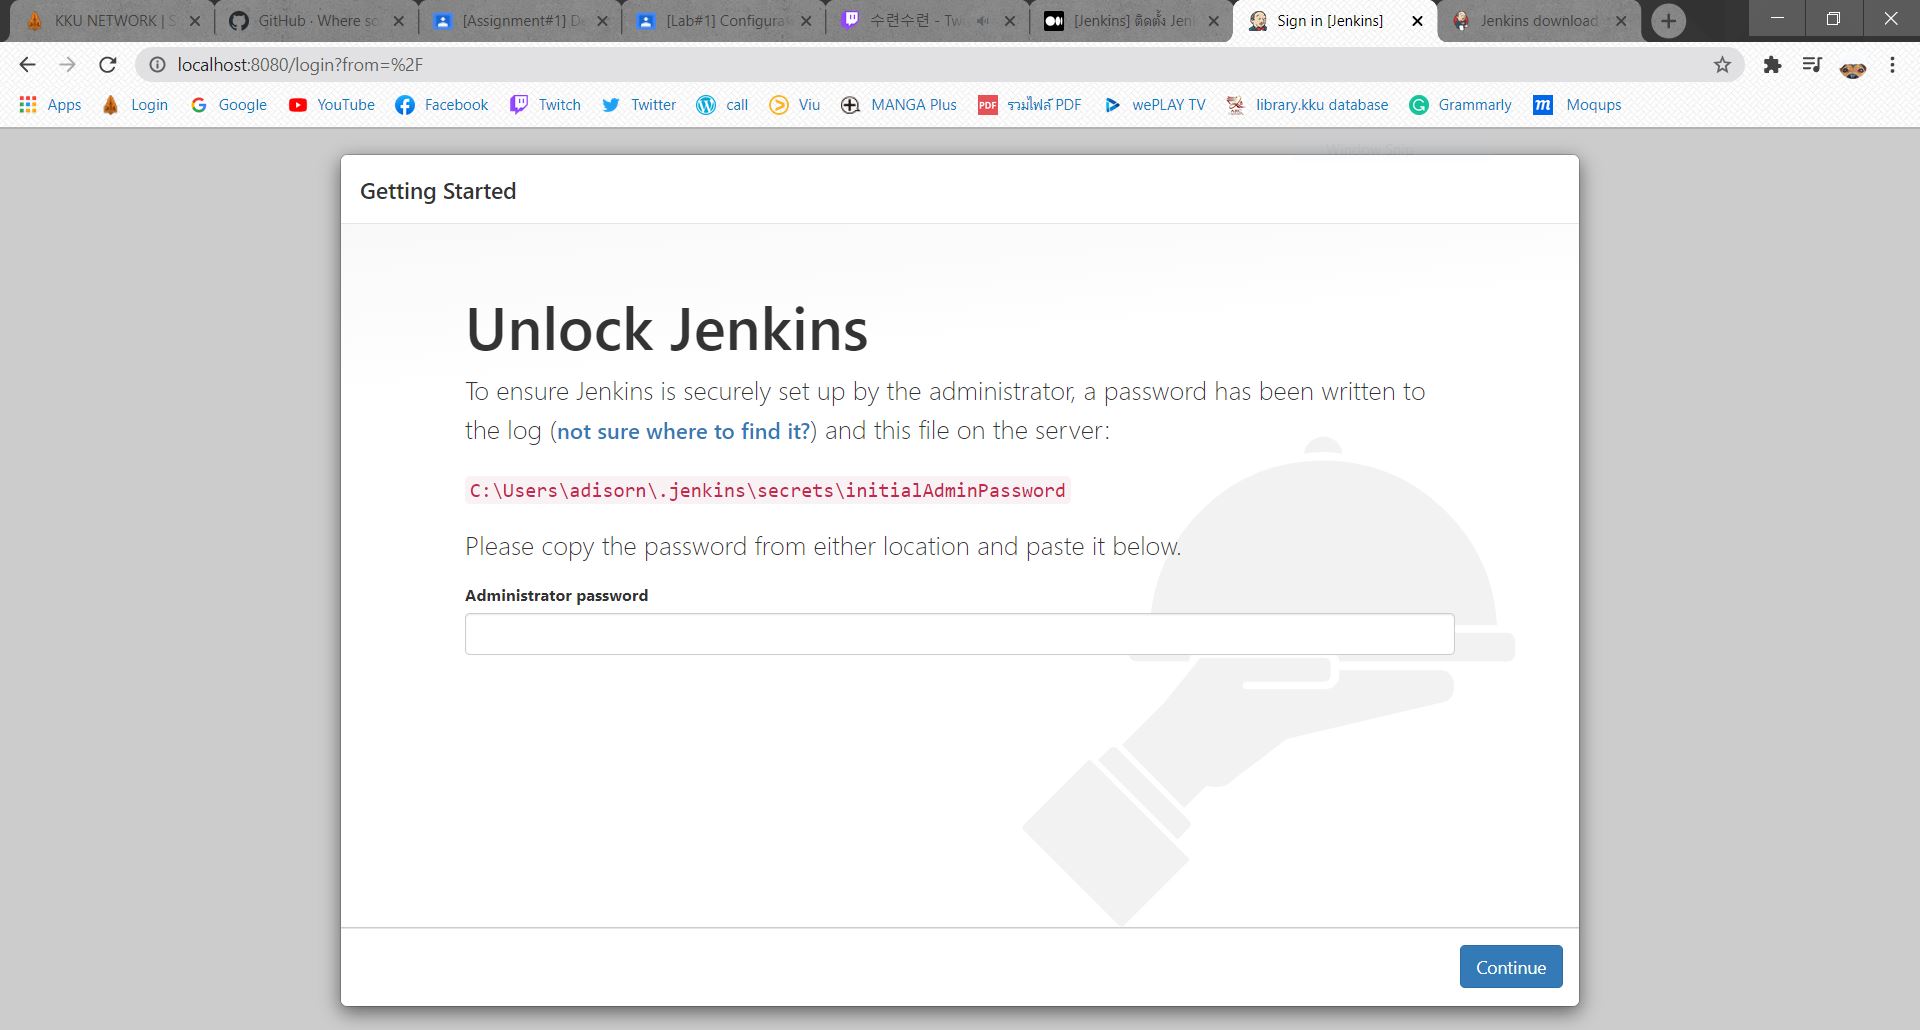 KKU NETWORK | S
GitHub · Where so
[Assignment#1] De
[Lab#1] Configura
수련수련 - Tw
[Jenkins] ติดตั้ง Jen
Sign in [Jenkins]
Jenkins download
localhost:8080/login?from=%2F
Apps
Login
Google
YouTube
Facebook
Twitch
Twitter
call
Viu
MANGA Plus
PDF
รวมไฟล์ PDF
wePLAY TV
library.kku database
Grammarly
m
Moqups
Window Snip
Getting Started
Unlock Jenkins
To ensure Jenkins is securely set up by the administrator, a password has been written to
the log (not sure where to find it?) and this file on the server:
C:\Users\adisorn\.jenkins\secrets\initialAdminPassword
Please copy the password from either location and paste it below.
Administrator password
Continue